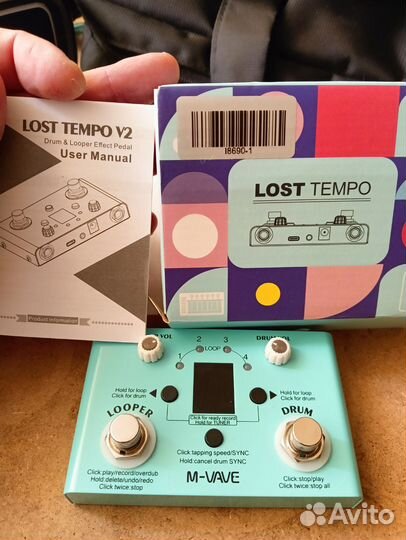 LOST TEMPO V2
Drum & Looper Effect Pedal
User Manual
Product Information
I8690-1
LOST TEMPO
VOL
DRUM
LOOP
1
2
3
4
Hold for loop
Click for drum
Hold for loop
Click for drum
LOOPER
DRUM
Click for ready record
Hold for TUNER
Click tapping speed/SYNC
Hold:cancel drum SYNC
Click:play/record/overdub
Hold:delete/undo/redo
Click twice:stop
Click:stop/play
Click twice:stop all
M-VAVE
Avito